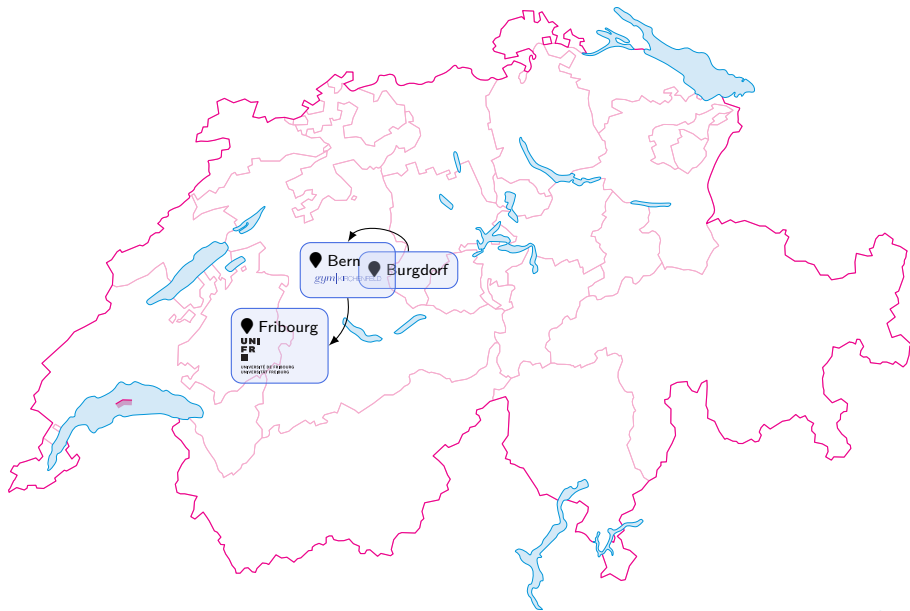 Bern
gym|KIRCHENFELD
Burgdorf
Fribourg
UNI
FR
UNIVERSITÉ DE FRIBOURG
UNIVERSITÄT FREIBURG